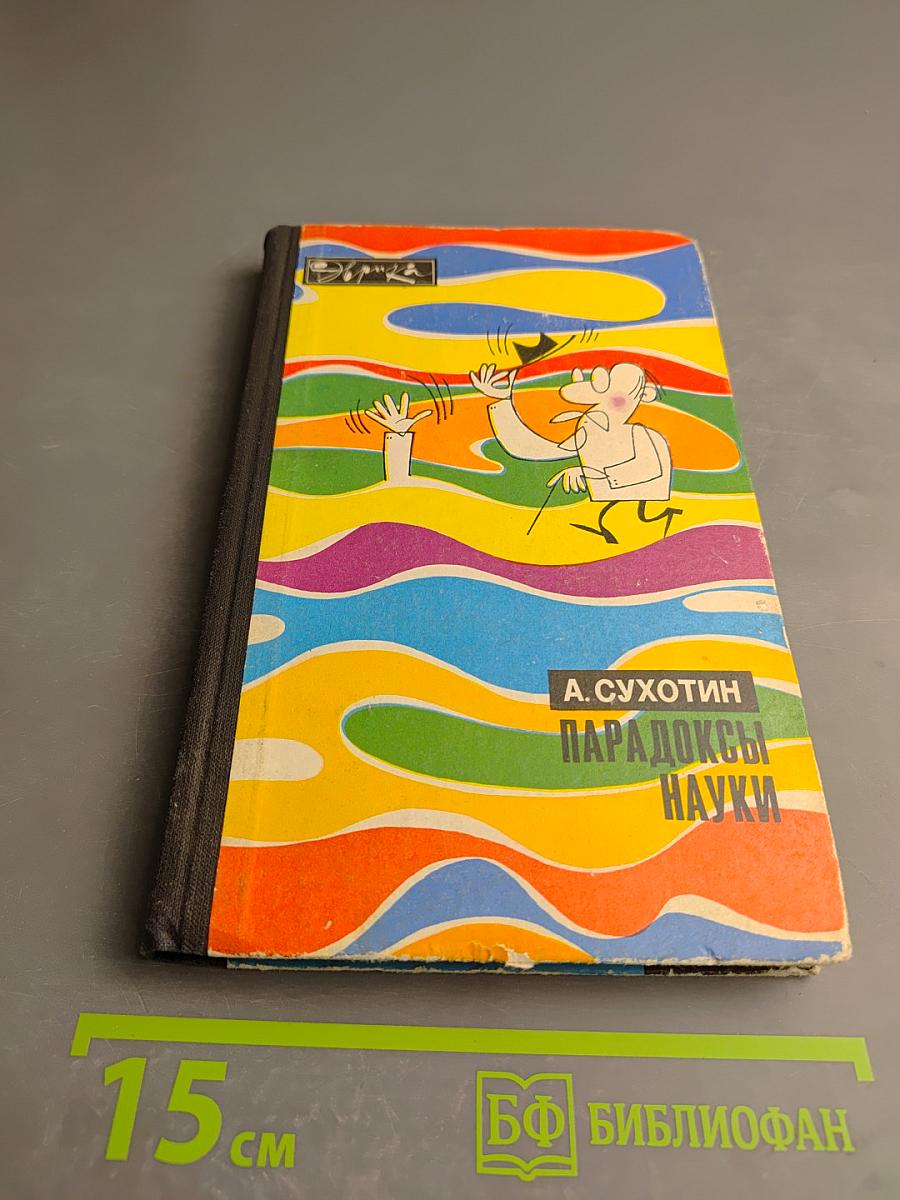 Эврика
А. СУХОТИН
ПАРАДОКСЫ
НАУКИ
15 см
БФ БИБЛИОФАН